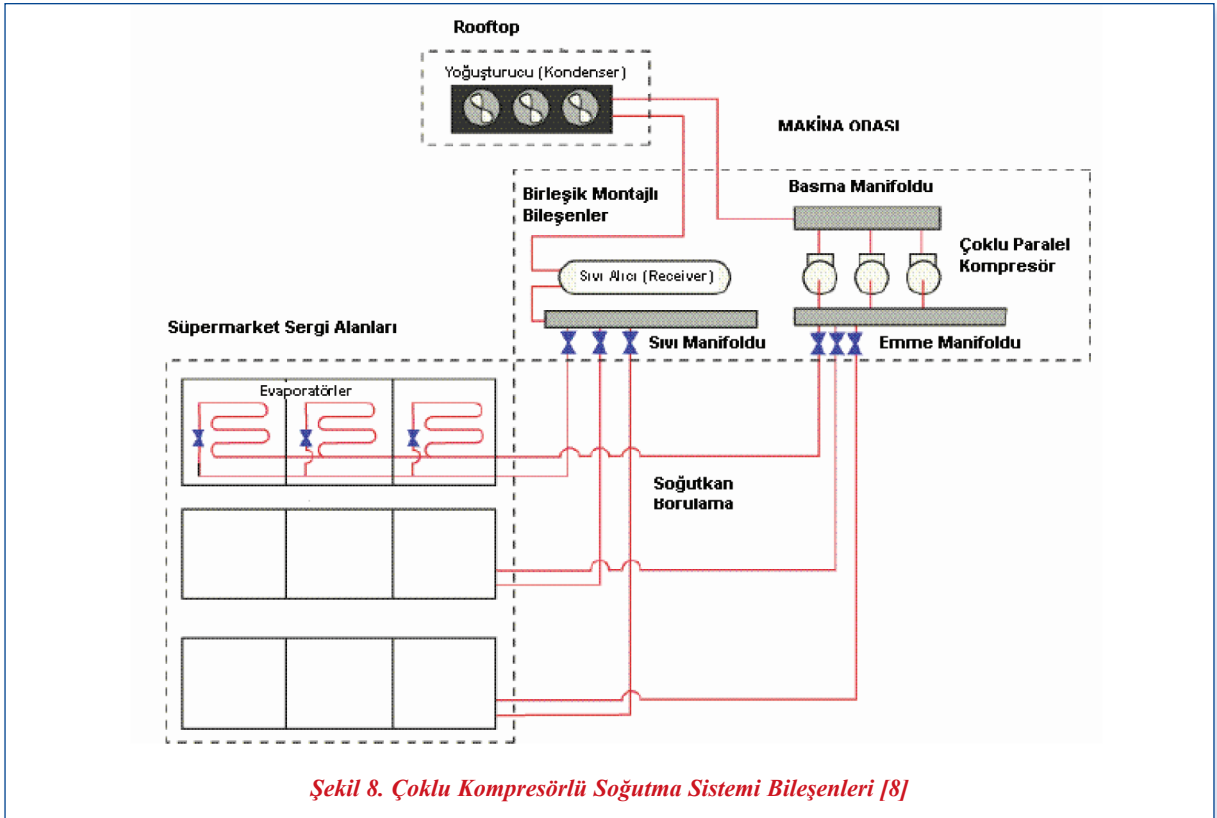 Rooftop
Yoğuşturucu (Kondenser)
MAKİNA ODASI
Birleşik Montajlı
Bileşenler
Basma Manifoldu
Çoklu Paralel
Kompresör
Sıvı Alıcı (Receiver)
Süpermarket Sergi Alanları
Sıvı Manifoldu
Emme Manifoldu
Evaporatörler
Soğutkan
Borulama
Şekil 8. Çoklu Kompresörlü Soğutma Sistemi Bileşenleri [8]